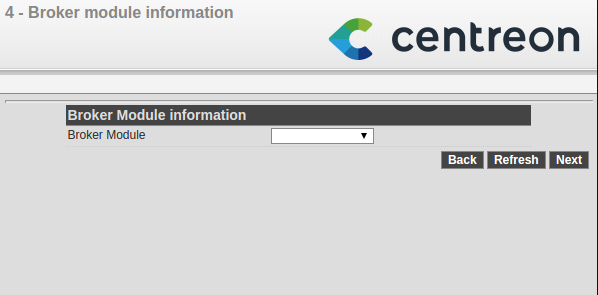 4 - Broker module information
centreon
Broker Module information
Broker Module
Back Refresh Next